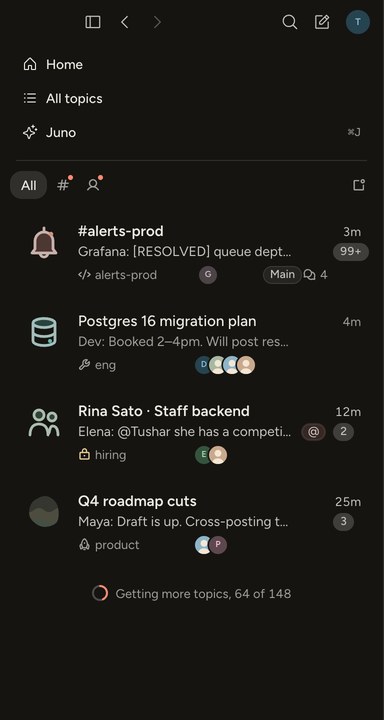 T
Home
All topics
Juno ⌘J
All #
#alerts-prod 3m
Grafana: [RESOLVED] queue dept... 99+
</> alerts-prod G Main 4
Postgres 16 migration plan 4m
Dev: Booked 2–4pm. Will post res...
eng D
Rina Sato · Staff backend 12m
Elena: @Tushar she has a competi... @ 2
hiring E
Q4 roadmap cuts 25m
Maya: Draft is up. Cross-posting t... 3
product P
Getting more topics, 64 of 148